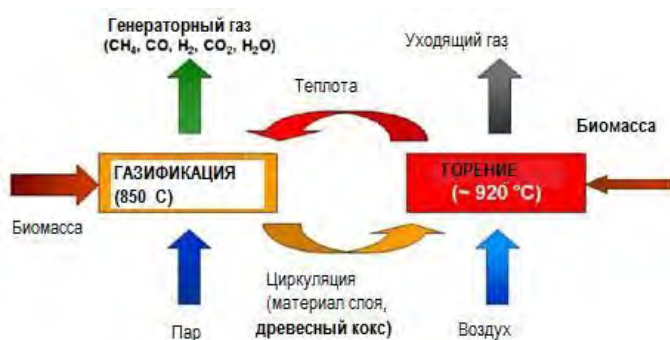 Генераторный газ
(CH₄, CO, H₂, CO₂, H₂O)
Уходящий газ
Теплота
Биомасса
ГАЗИФИКАЦИЯ
(850 С)
ГОРЕНИЕ
(~ 920 °C)
Биомасса
Циркуляция
(материал слоя,
древесный кокс)
Пар
Воздух